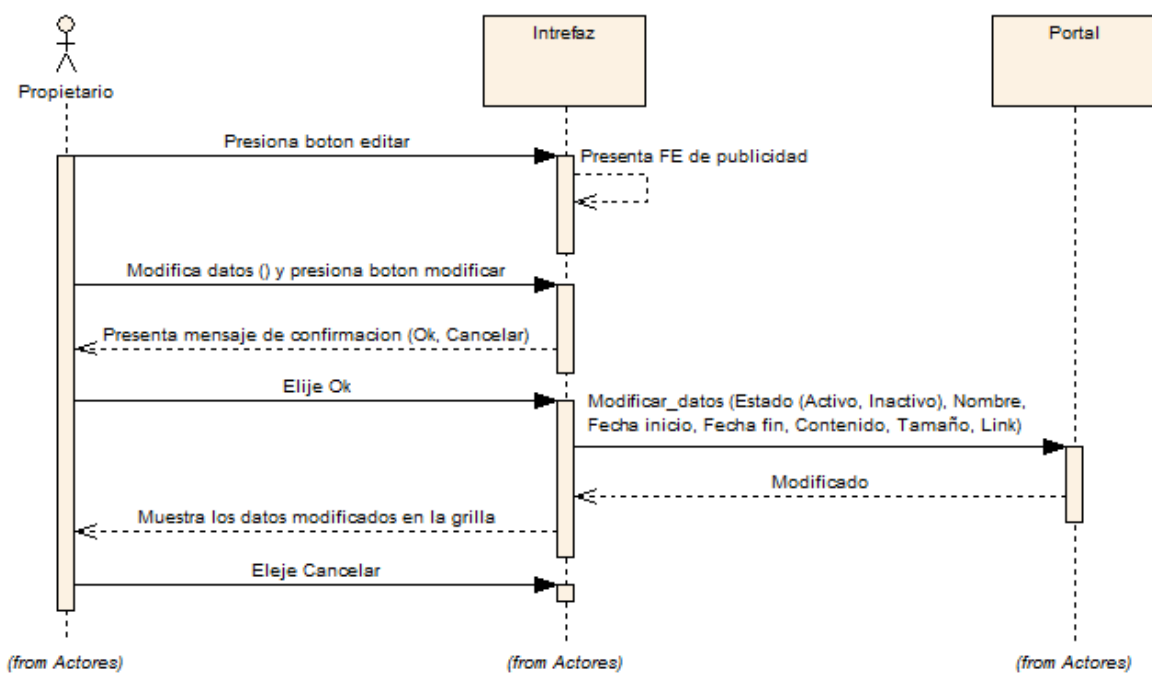 Intrefaz
Portal
Propietario
Presiona boton editar
Presenta FE de publicidad
Modifica datos () y presiona boton modificar
Presenta mensaje de confirmacion (Ok, Cancelar)
Elije Ok
Modificar_datos (Estado (Activo, Inactivo), Nombre,
Fecha inicio, Fecha fin, Contenido, Tamaño, Link)
Modificado
Muestra los datos modificados en la grilla
Eleje Cancelar
(from Actores)
(from Actores)
(from Actores)